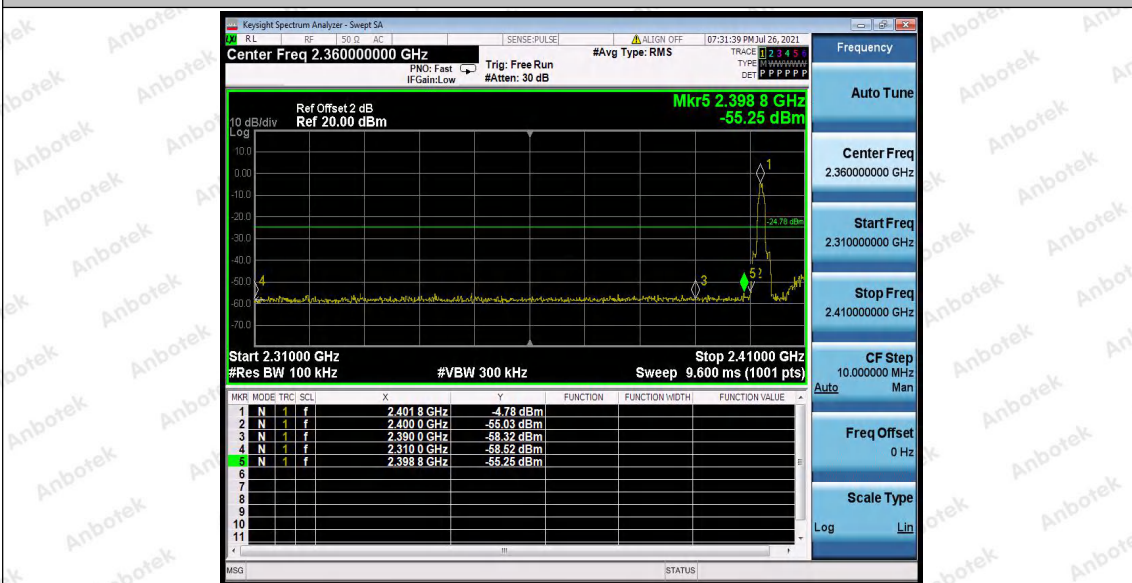 Keysight Spectrum Analyzer - Swept SA
LXI RL RF 50 Ω AC SENSE:PULSE ALIGN OFF 07:31:39 PM Jul 26, 2021
Center Freq 2.360000000 GHz
PNO: Fast
IFGain:Low
Trig: Free Run
#Atten: 30 dB
#Avg Type: RMS
TRACE 1 2 3 4 5 6
TYPE M WWWWW
DET P P P P P P
Ref Offset 2 dB
10 dB/div Ref 20.00 dBm
Log
Mkr5 2.398 8 GHz
-55.25 dBm
10.0
0.00
-10.0
-20.0
-30.0
-40.0
-50.0
-60.0
-70.0
1
-24.78 dBm
4
3
5 2
Start 2.31000 GHz Stop 2.41000 GHz
#Res BW 100 kHz #VBW 300 kHz Sweep 9.600 ms (1001 pts)
MKR MODE TRC SCL X Y FUNCTION FUNCTION WIDTH FUNCTION VALUE
1 N 1 f 2.401 8 GHz -4.78 dBm
2 N 1 f 2.400 0 GHz -55.03 dBm
3 N 1 f 2.390 0 GHz -58.32 dBm
4 N 1 f 2.310 0 GHz -58.52 dBm
5 N 1 f 2.398 8 GHz -55.25 dBm
6
7
8
9
10
11
MSG STATUS
Frequency
Auto Tune
Center Freq
2.360000000 GHz
Start Freq
2.310000000 GHz
Stop Freq
2.410000000 GHz
CF Step
10.000000 MHz
Auto Man
Freq Offset
0 Hz
Scale Type
Log Lin
Anbotek